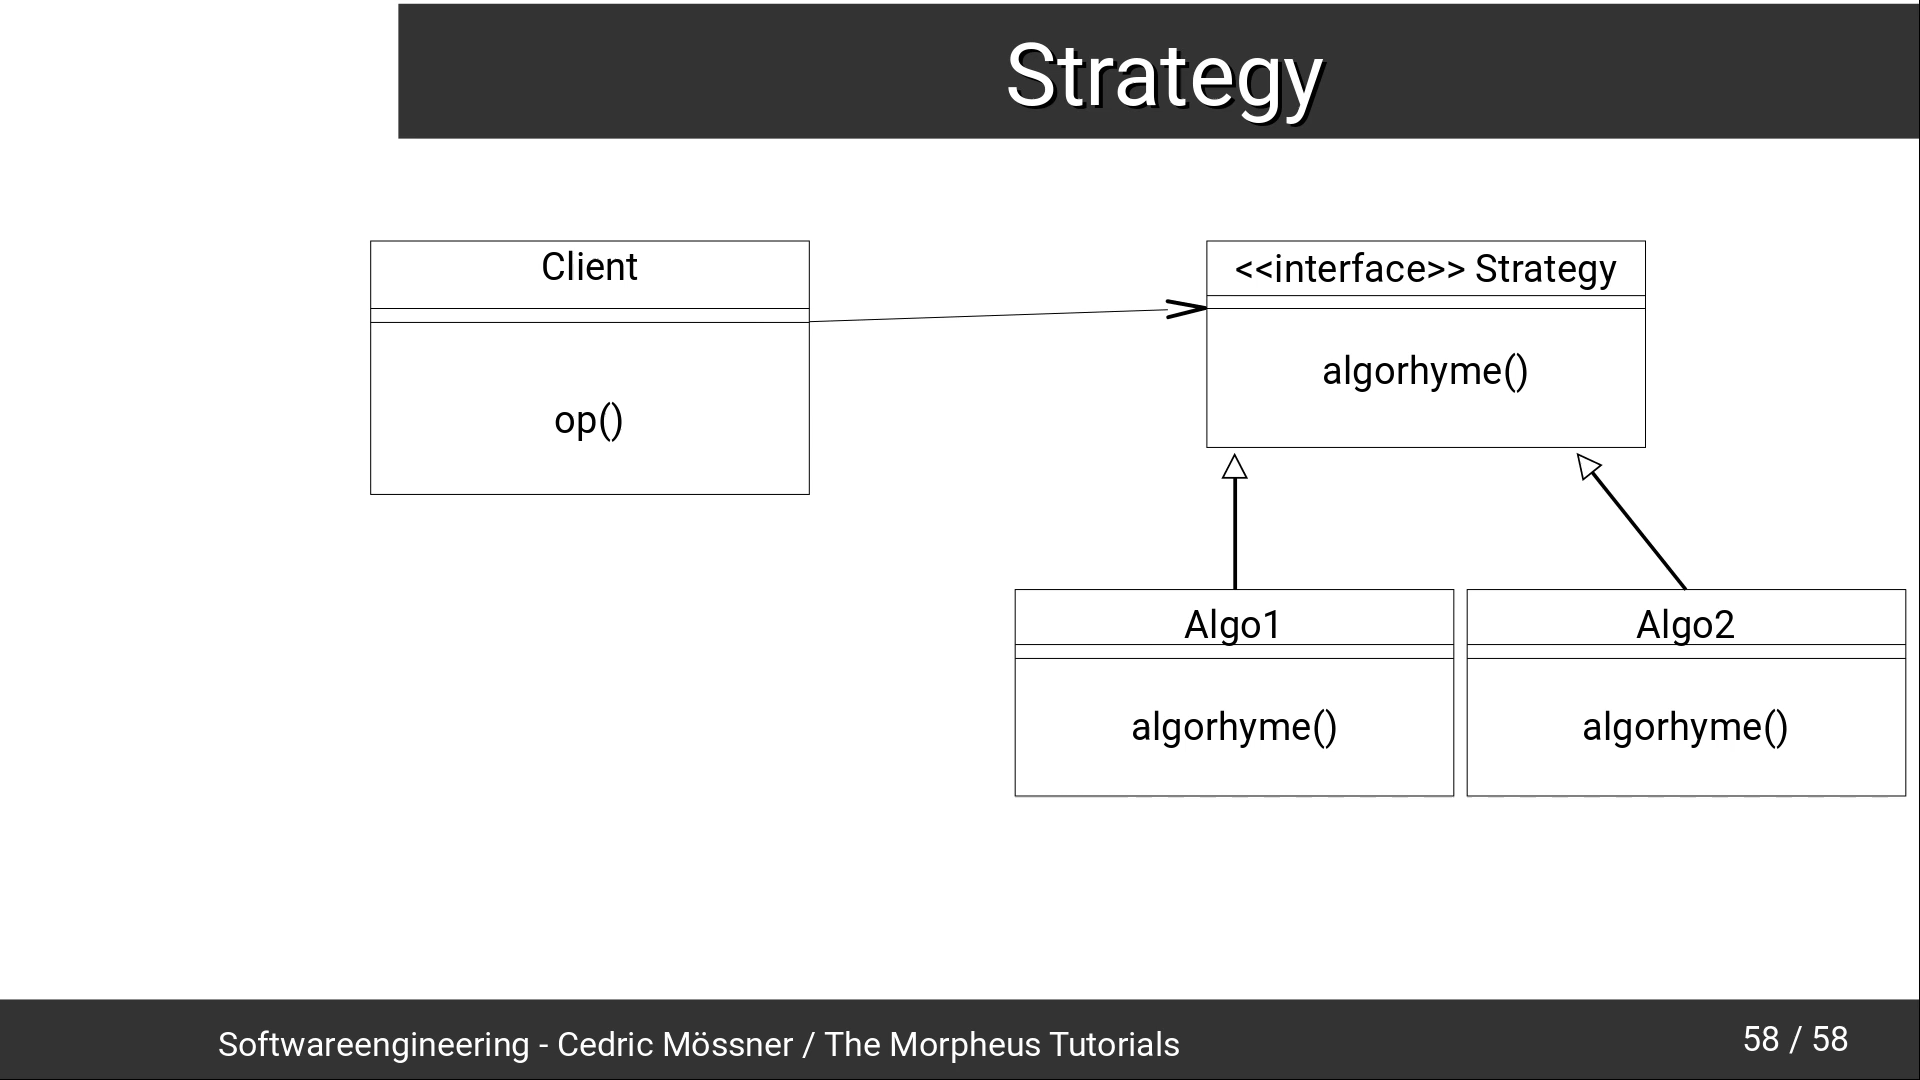 Strategy
Client
<<interface>> Strategy
algorhyme()
op()
Algo1
Algo2
algorhyme()
algorhyme()
Softwareengineering - Cedric Mössner / The Morpheus Tutorials
58 / 58